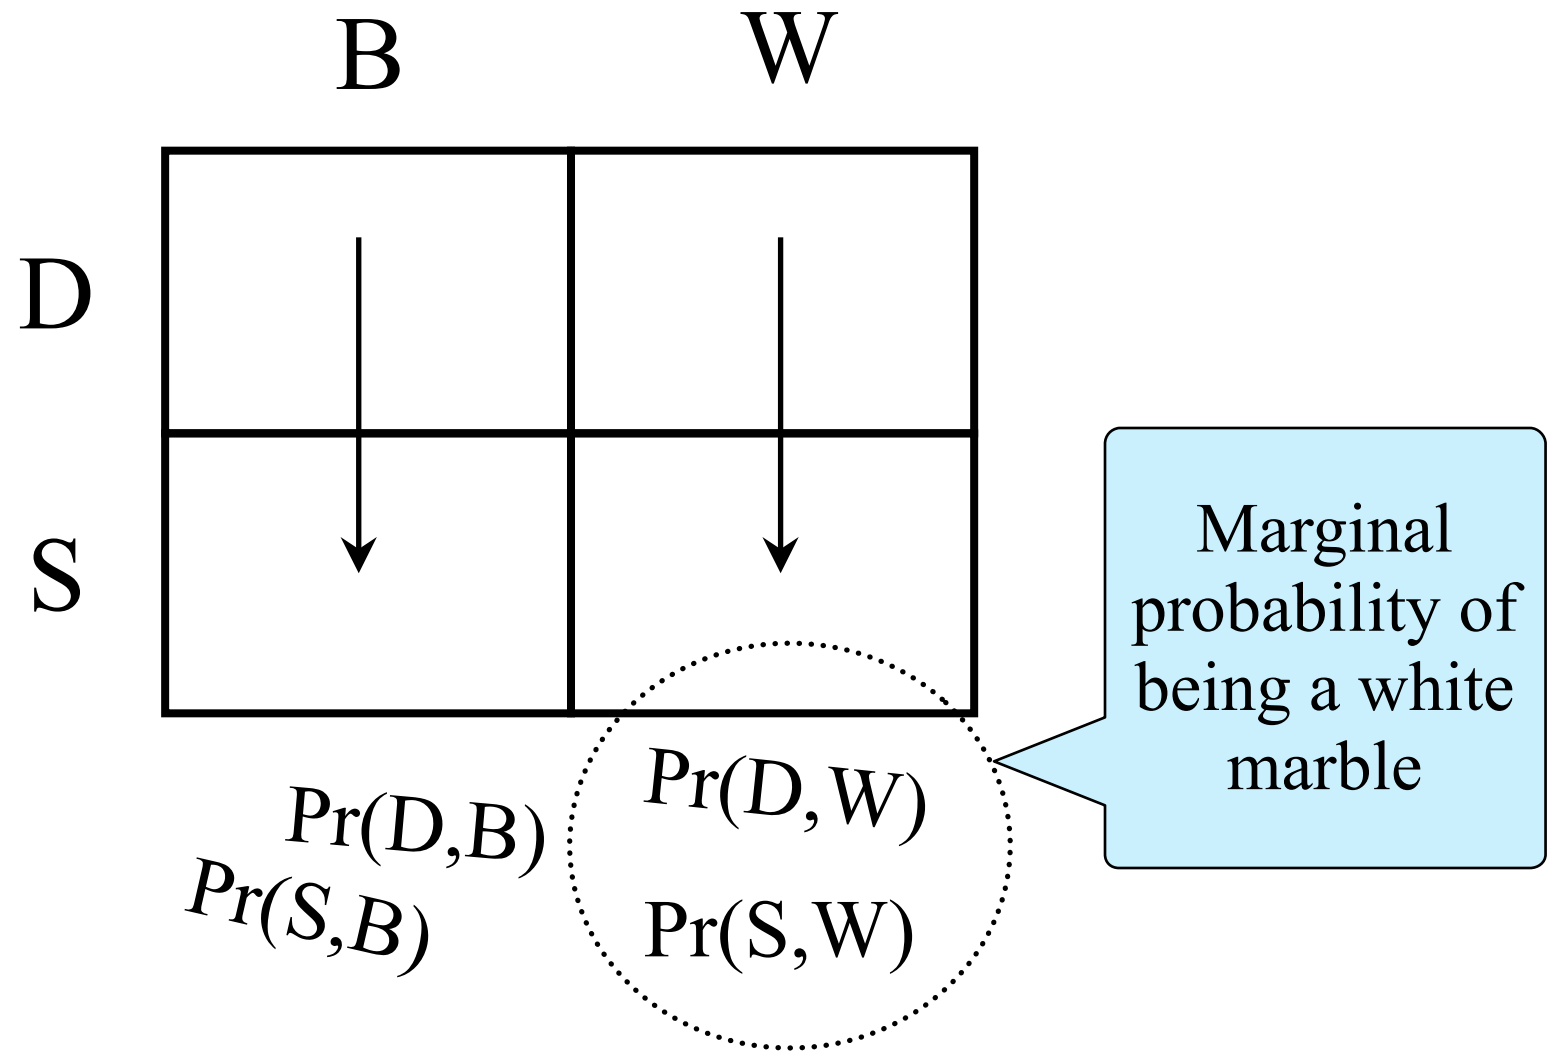 B W
D
S
Pr(D,B)
Pr(S,B)
Pr(D,W)
Pr(S,W)
Marginal
probability of
being a white
marble